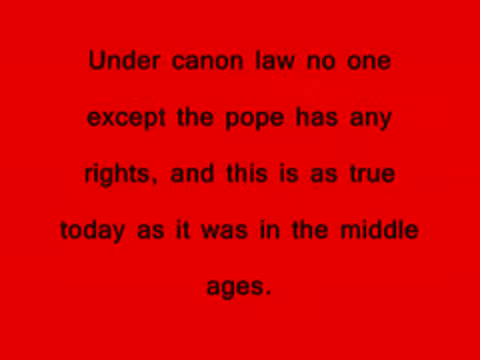 Under canon law no one
except the pope has any
rights, and this is as true
today as it was in the middle
ages.